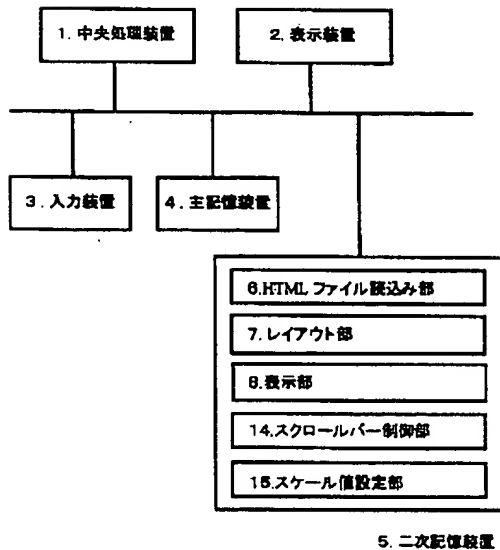 1. 中央処理装置
2. 表示装置
3. 入力装置
4. 主記憶装置
6.HTML ファイル読込み部
7.レイアウト部
8.表示部
14.スクロールバー制御部
15.スケール値設定部
5. 二次記憶装置